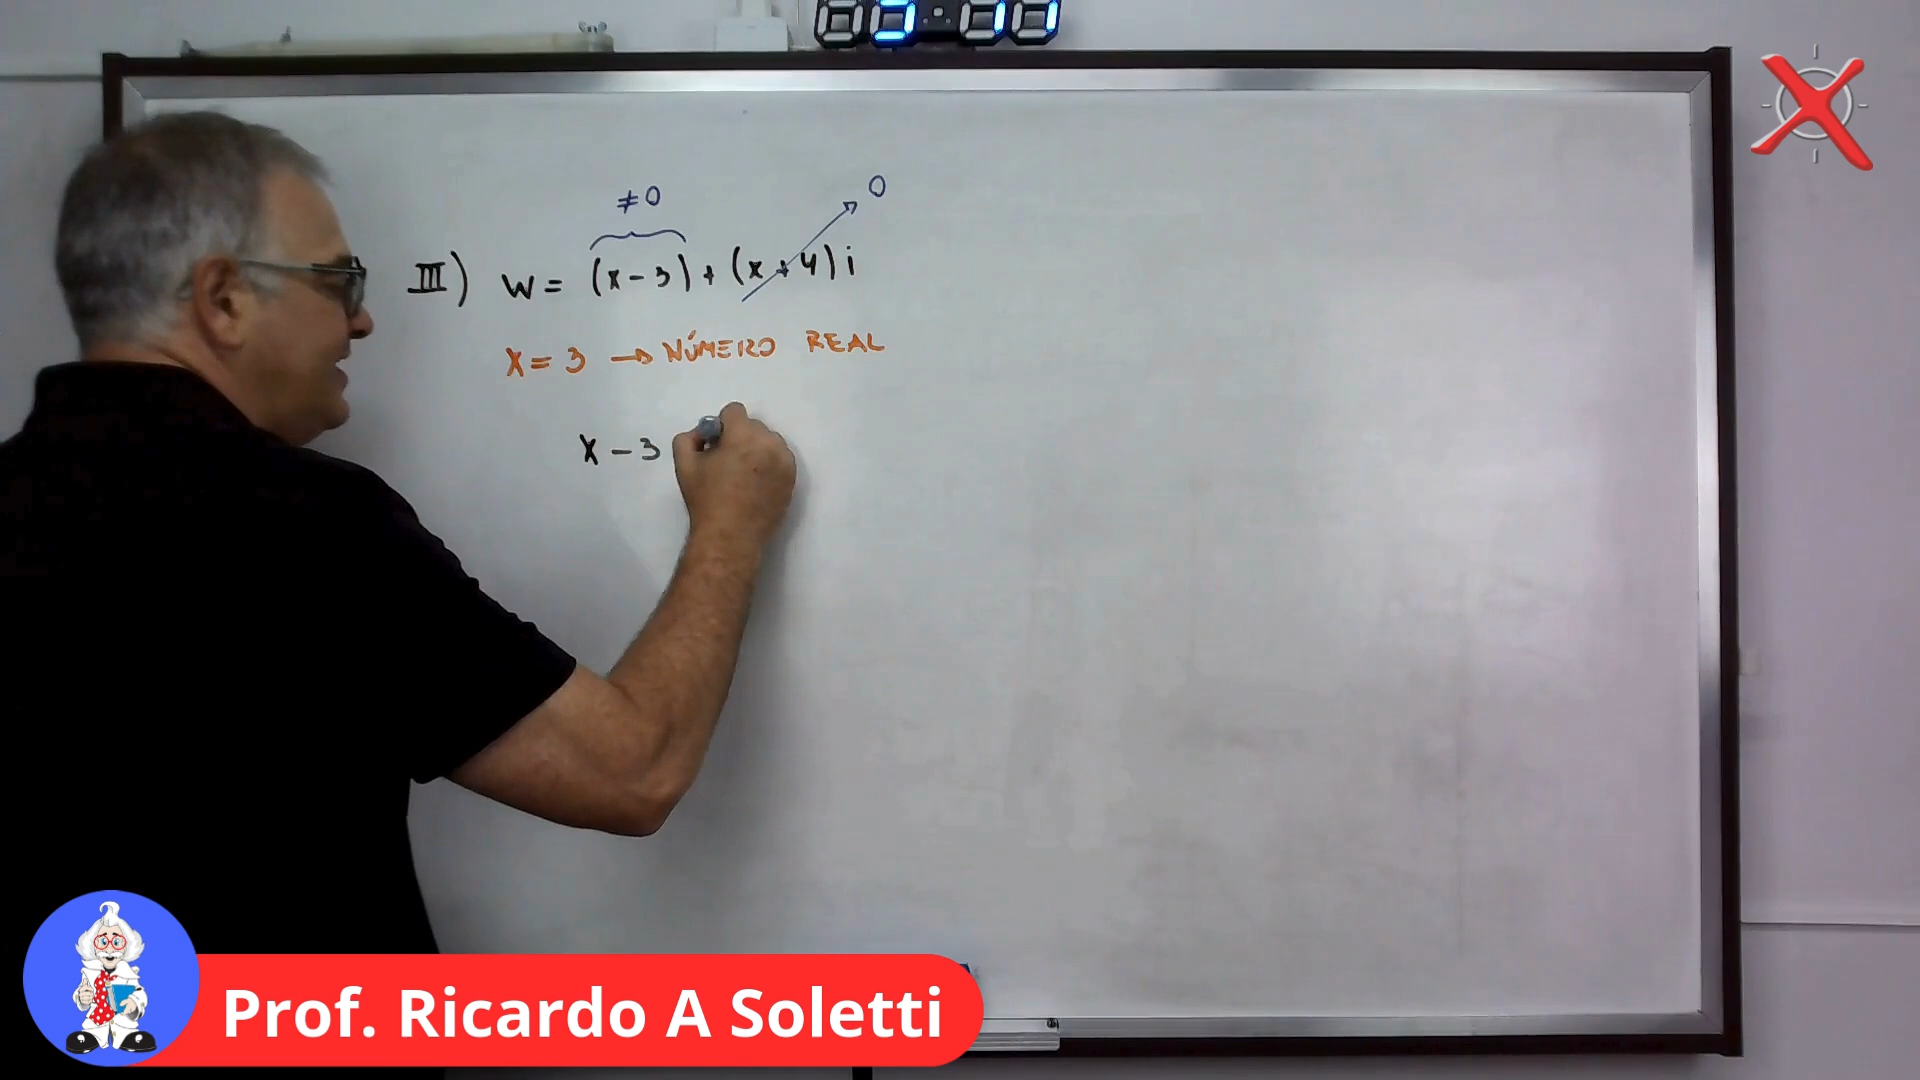 ≠0
0
III) W = (x-3) + (x+4) i
X = 3 → NÚMERO REAL
X - 3
Prof. Ricardo A Soletti